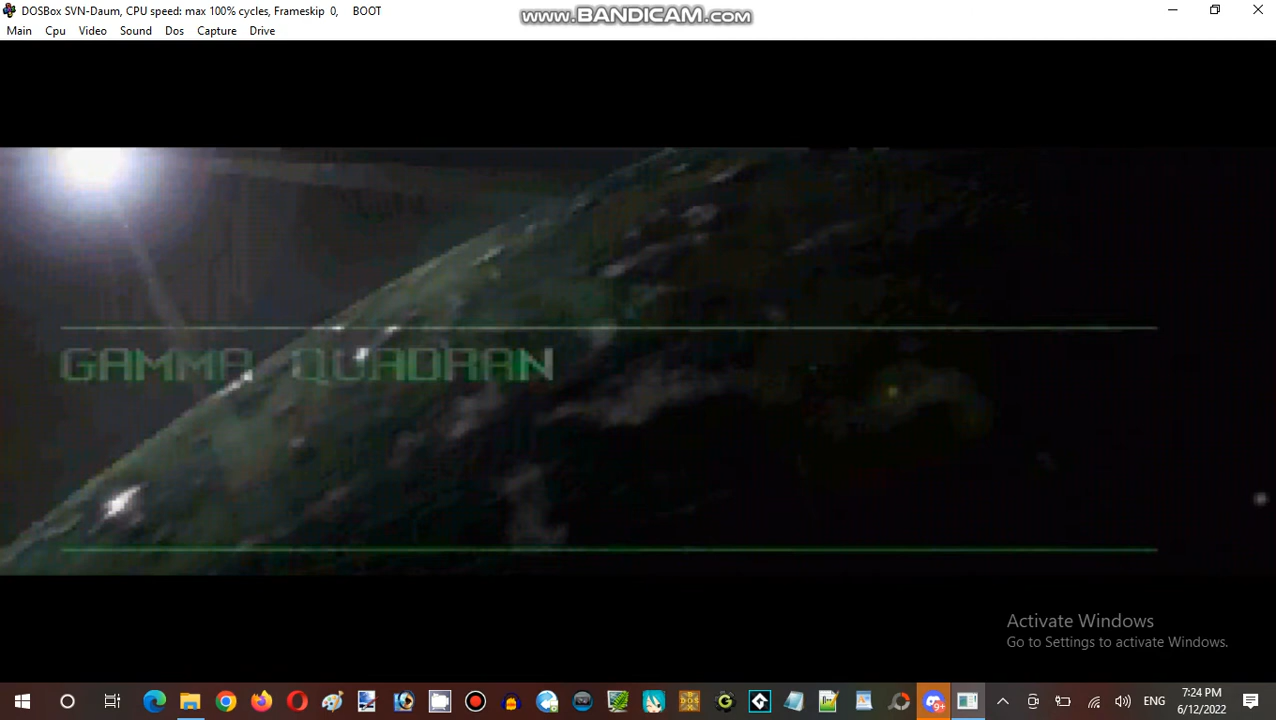 DOSBox SVN-Daum, CPU speed: max 100% cycles, Frameskip 0, BOOT
www.BANDICAM.com
Main Cpu Video Sound Dos Capture Drive
GAMMA QUADRAN
Activate Windows
Go to Settings to activate Windows.
DOS
9+
ENG
7:24 PM
6/12/2022